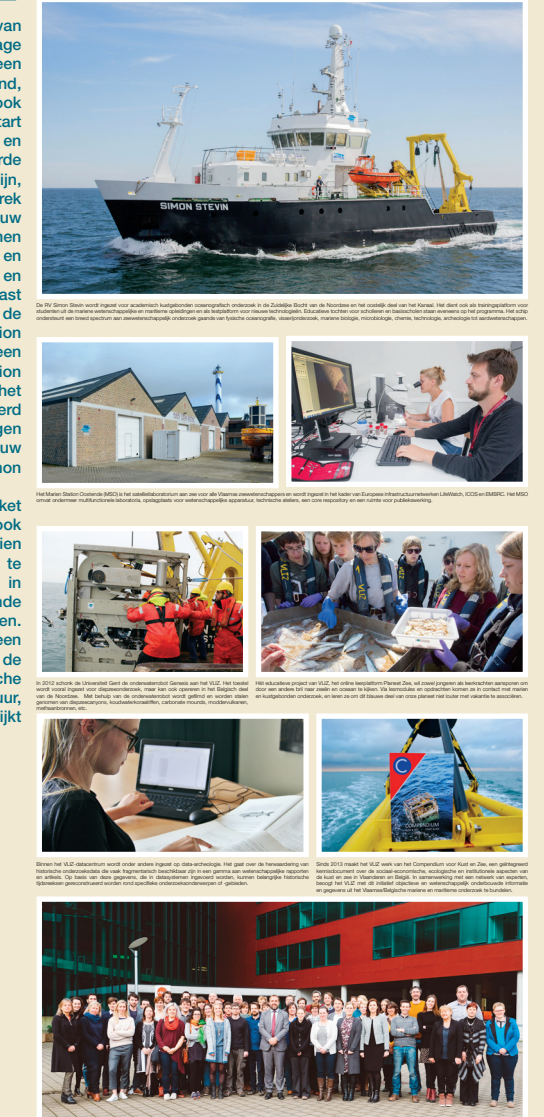 van
age
een
nd,
ook
tart
en
rde
ijn,
rek
uw
nen
en
en
ast
de
ion
een
ion
het
erd
gen
uw
non
ket
ook
ien
te
in
nde
en.
een
de
che
uur,
ijkt
SIMON STEVIN
De RV Simon Stevin wordt ingezet voor academisch kustgebonden oceanografisch onderzoek in de Zuidelijke Bocht van de Noordzee en het oostelijk deel van het Kanaal. Het dient ook als trainingsplatform voor
studenten uit de mariene wetenschappelijke en maritieme opleidingen en als testplatform voor nieuwe technologieën. Educatieve tochten voor scholieren en basisscholen staan eveneens op het programma. Het schip
ondersteunt een breed spectrum aan zeewetenschappelijk onderzoek gaande van fysische oceanografie, visserijonderzoek, mariene biologie, microbiologie, chemie, technologie, archeologie tot aardwetenschappen.
Het Marien Station Oostende (MSO) is het satellietlaboratorium aan zee voor alle Vlaamse zeewetenschappers en wordt ingezet in het kader van Europese infrastructuurnetwerken LifeWatch, ICOS en EMBRC. Het MSO
omvat ondermeer multifunctionele laboratoria, opslagplaats voor wetenschappelijke apparatuur, technische ateliers, een core respository en een ruimte voor publiekswerking.
VLIZ
In 2012 schonk de Universiteit Gent de onderwaterrobot Genesis aan het VLIZ. Het toestel
wordt vooral ingezet voor diepzeeonderzoek, maar kan ook opereren in het Belgisch deel
van de Noordzee. Met behulp van de onderwaterrobot wordt gefilmd en worden stalen
genomen van diepzeecanyons, koudwaterkoraalriffen, carbonate mounds, moddervulkanen,
methaanbronnen, etc.
Hét educatieve project van VLIZ, het online leerplatform Planeet Zee, wil zowel jongeren als leerkrachten aansporen om
door een andere bril naar zeeën en oceaan te kijken. Via lesmodules en opdrachten komen ze in contact met marien
en kustgebonden onderzoek, en leren ze om dit blauwe deel van onze planeet niet louter met vakantie te associëren.
C
COMPENDIUM
Binnen het VLIZ-datacentrum wordt onder andere ingezet op data-archeologie. Het gaat over de herwaardering van
historische onderzoeksdata die vaak fragmentarisch beschikbaar zijn in een gamma aan wetenschappelijke rapporten
en artikels. Op basis van deze gegevens, die in datasystemen ingevoerd worden, kunnen belangrijke historische
tijdsreeksen gereconstrueerd worden rond specifieke onderzoeksonderwerpen of -gebieden.
Sinds 2013 maakt het VLIZ werk van het Compendium voor Kust en Zee, een geïntegreerd
kennisdocument over de sociaal-economische, ecologische en institutionele aspecten van
de kust en zee in Vlaanderen en België. In samenwerking met een netwerk van experten,
beoogt het VLIZ met dit initiatief objectieve en wetenschappelijk onderbouwde informatie
en gegevens uit het Vlaamse/Belgische mariene en maritieme onderzoek te bundelen.